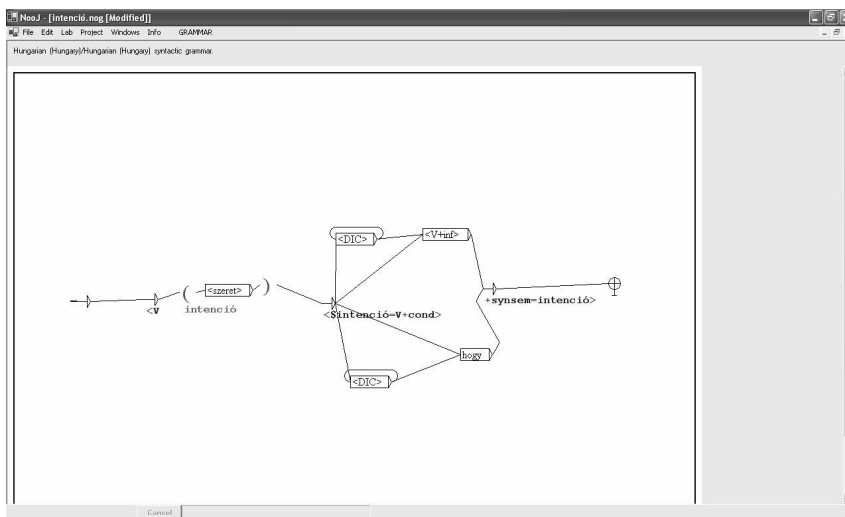 NooJ - [intenció.nog [Modified]]
File Edit Lab Project Windows Info GRAMMAR
Hungarian (Hungary)/Hungarian (Hungary) syntactic grammar.
<DIC>
<V+inf>
( <szeret> )
<V
intenció
<$intenció=V+cond>
+synsem=intenció>
hogy
<DIC>
Cancel